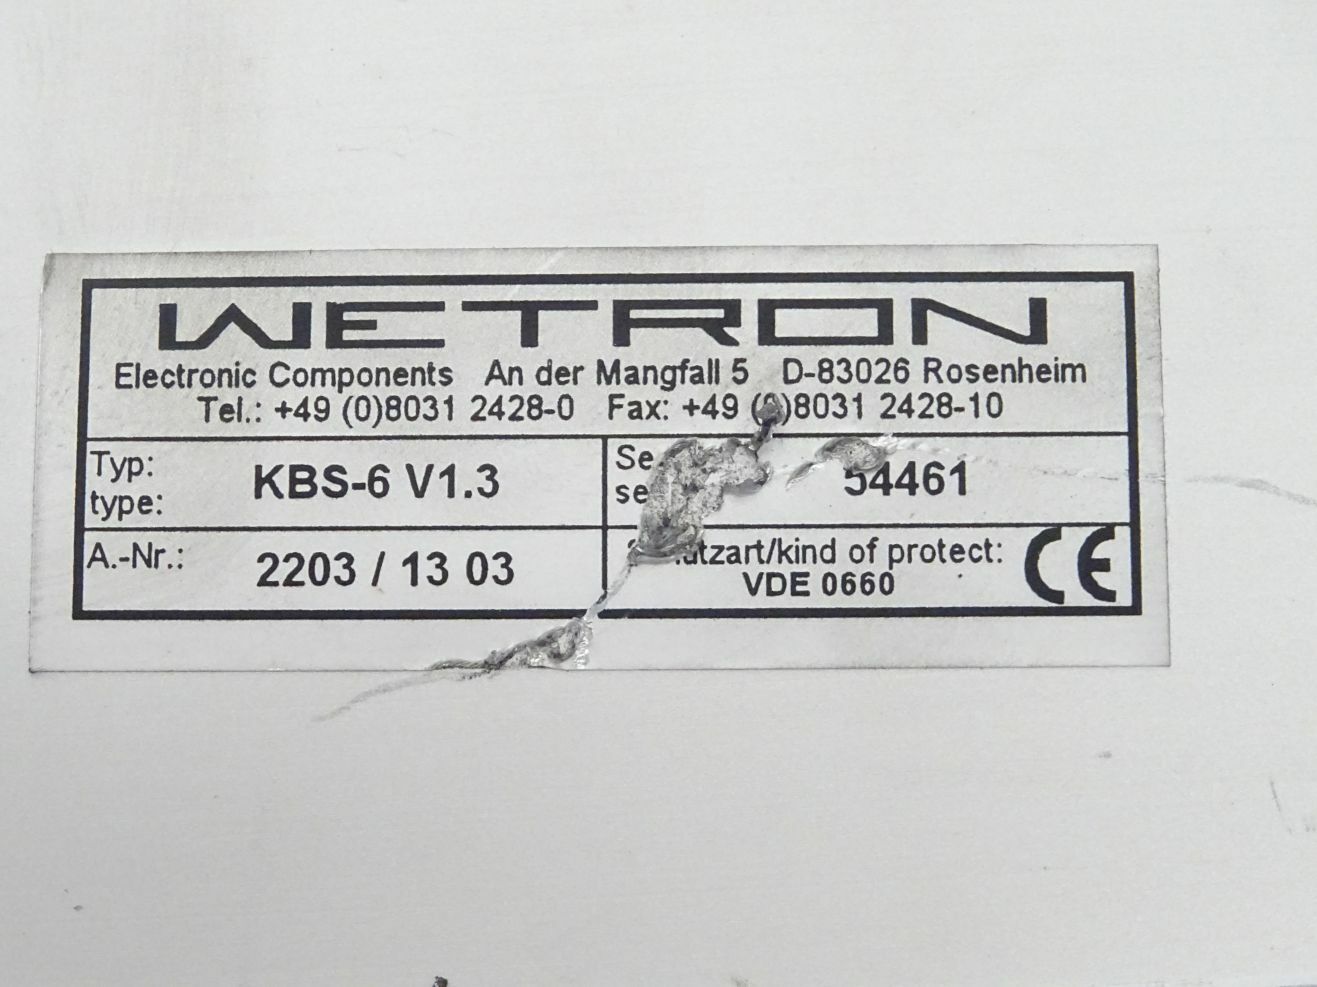 WETRON
Electronic Components An der Mangfall 5 D-83026 Rosenheim
Tel.: +49 (0)8031 2428-0 Fax: +49 (0)8031 2428-10
Typ:
type:
KBS-6 V1.3
54461
A.-Nr.:
2203 / 13 03
kind of protect:
VDE 0660
CE